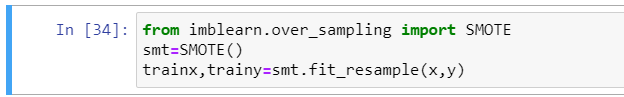 In [34]: from imblearn.over_sampling import SMOTE
smt=SMOTE()
trainx,trainy=smt.fit_resample(x,y)